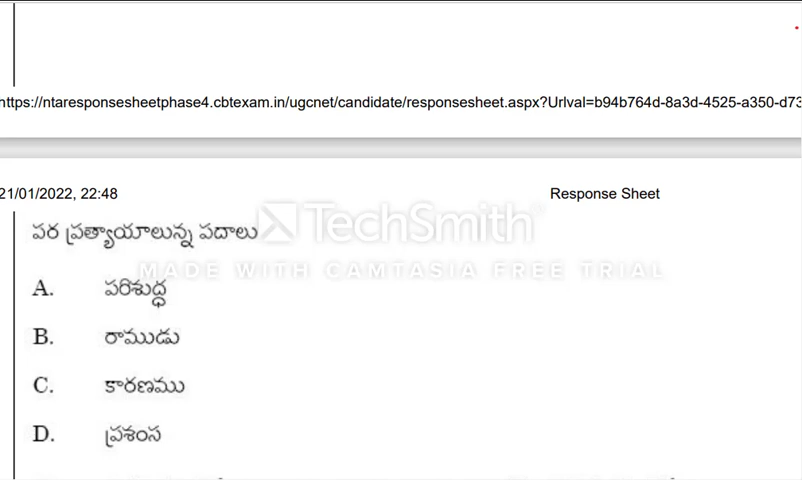 https://ntaresponsesheetphase4.cbtexam.in/ugcnet/candidate/responsesheet.aspx?Urlval=b94b764d-8a3d-4525-a350-d73
21/01/2022, 22:48 Response Sheet
పర ప్రత్యాయాలున్న పదాలు
TechSmith
MADE WITH CAMTASIA FREE TRIAL
A. పరిశుద్ధ
B. రాముడు
C. కారణము
D. ప్రశంస